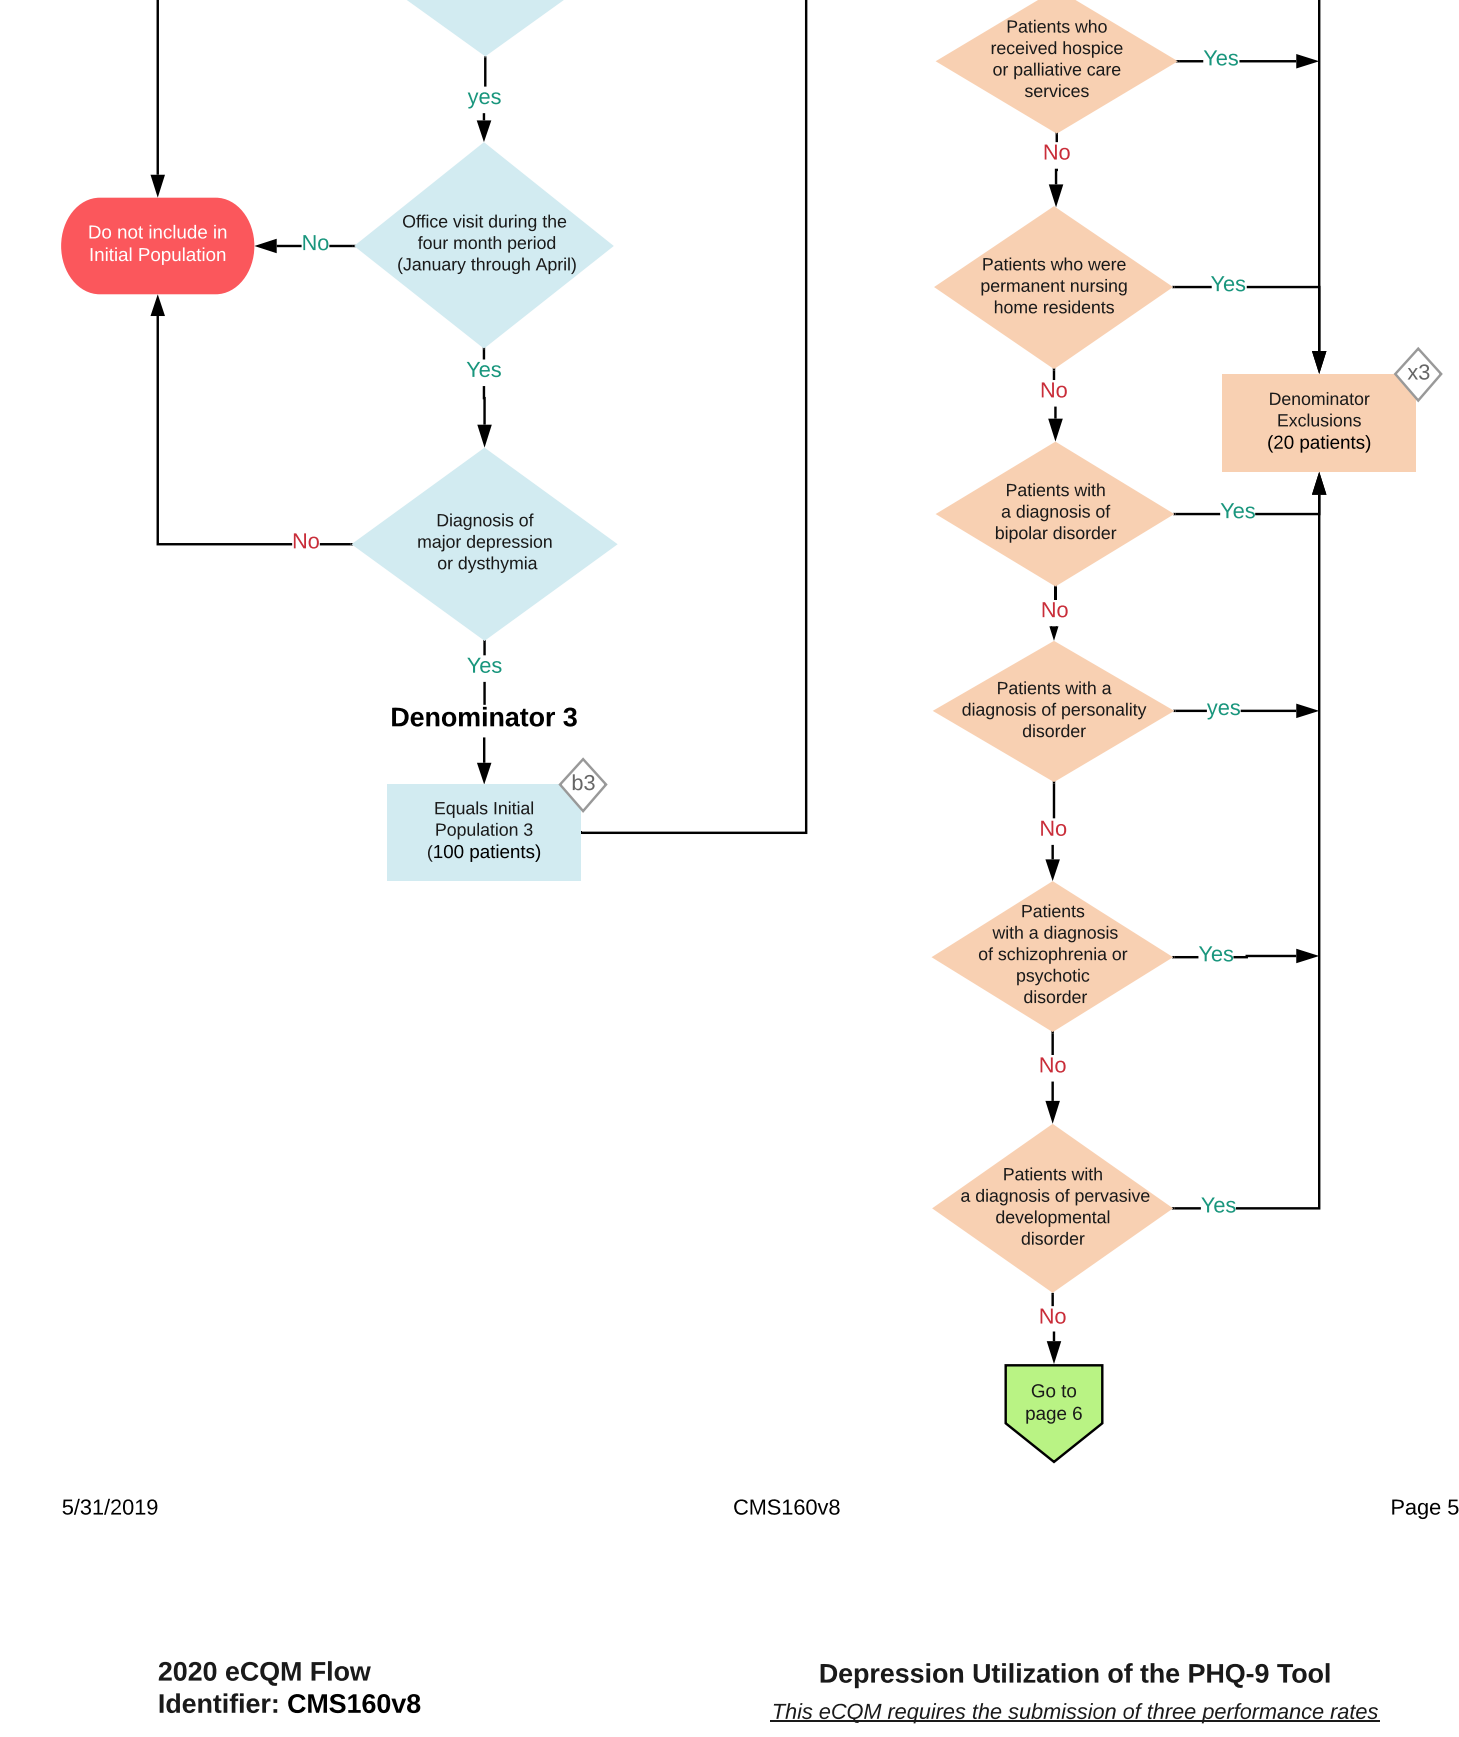 yes
Office visit during the
four month period
(January through April)
No
Do not include in
Initial Population
Yes
Diagnosis of
major depression
or dysthymia
No
Yes
Denominator 3
b3
Equals Initial
Population 3
(100 patients)
Patients who
received hospice
or palliative care
services
Yes
No
Patients who were
permanent nursing
home residents
Yes
x3
Denominator
Exclusions
(20 patients)
No
Patients with
a diagnosis of
bipolar disorder
Yes
No
Patients with a
diagnosis of personality
disorder
yes
No
Patients
with a diagnosis
of schizophrenia or
psychotic
disorder
Yes
No
Patients with
a diagnosis of pervasive
developmental
disorder
Yes
No
Go to
page 6
5/31/2019
CMS160v8
Page 5
2020 eCQM Flow
Identifier: CMS160v8
Depression Utilization of the PHQ-9 Tool
This eCQM requires the submission of three performance rates